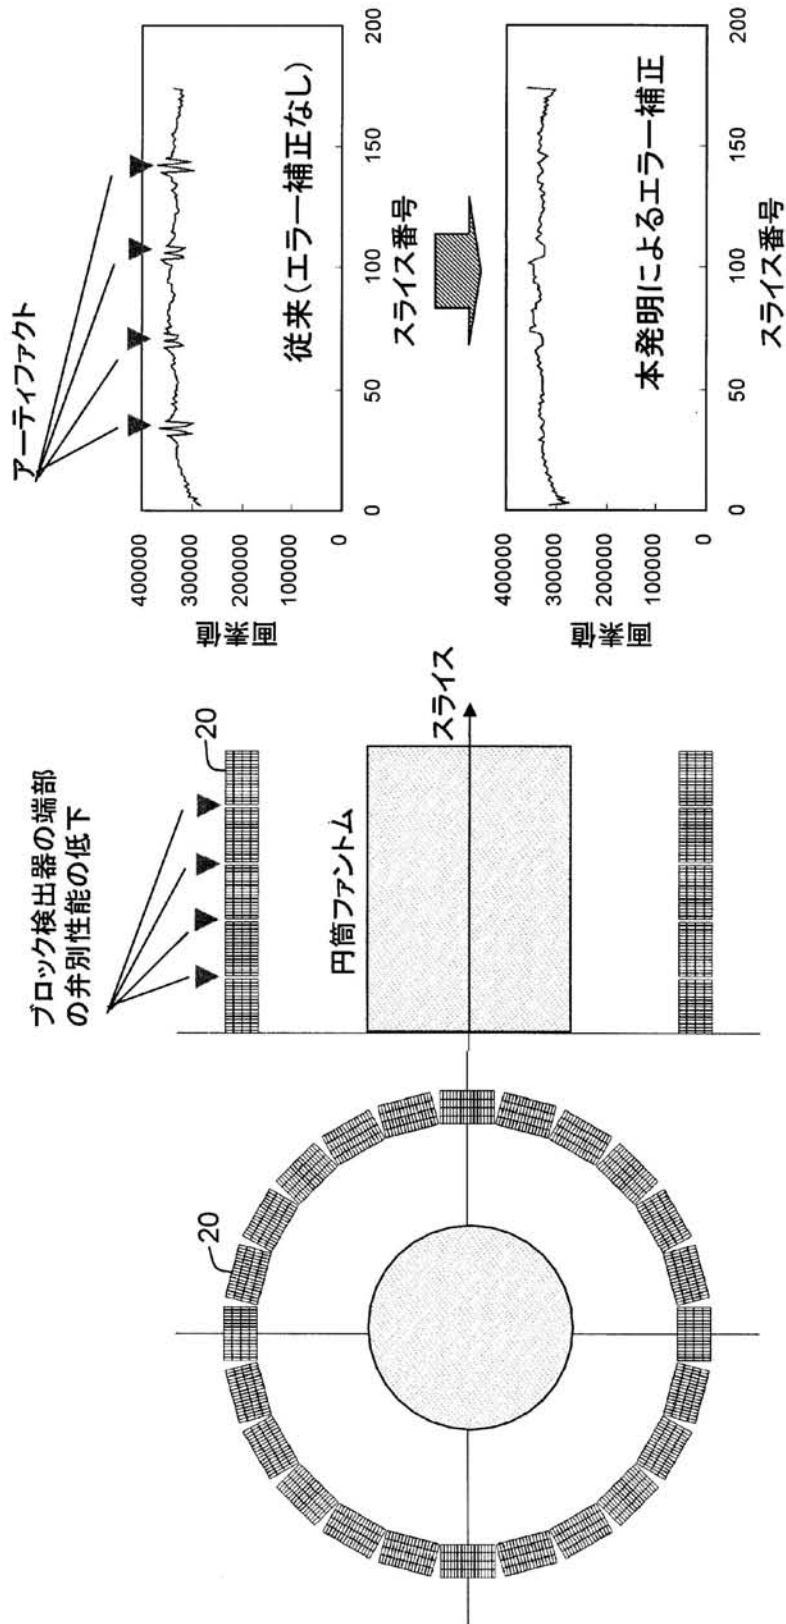 20
ブロック検出器の端部
の弁別性能の低下
20
円筒ファントム
スライス
アーティファクト
画素値
400000
300000
200000
100000
0
従来(エラー補正なし)
0
50
100
150
200
スライス番号
画素値
400000
300000
200000
100000
0
本発明によるエラー補正
0
50
100
150
200
スライス番号